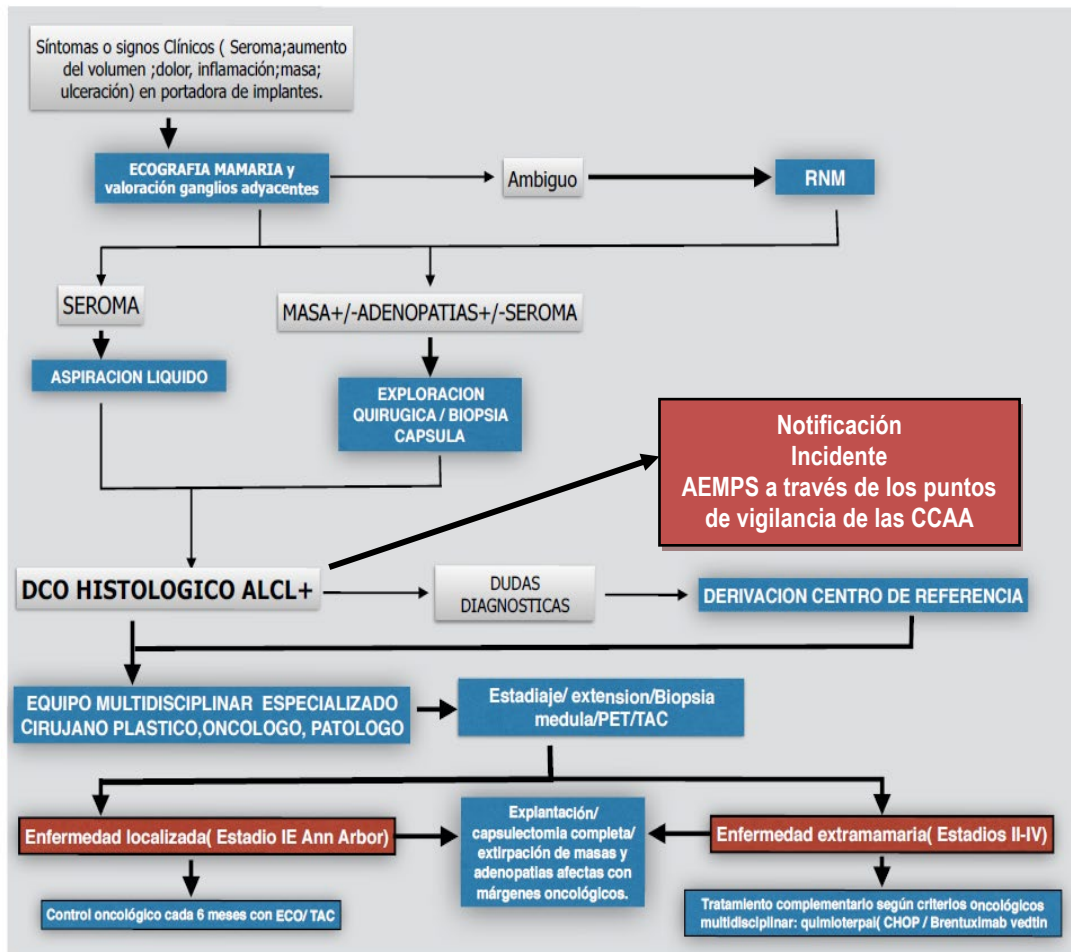 Síntomas o signos Clínicos ( Seroma;aumento
del volumen ;dolor, inflamación;masa;
ulceración) en portadora de implantes.
ECOGRAFIA MAMARIA y
valoración ganglios adyacentes
Ambiguo
RNM
SEROMA
MASA+/-ADENOPATIAS+/-SEROMA
ASPIRACION LIQUIDO
EXPLORACION
QUIRUGICA / BIOPSIA
CAPSULA
Notificación
Incidente
AEMPS a través de los puntos
de vigilancia de las CCAA
DCO HISTOLOGICO ALCL+
DUDAS
DIAGNOSTICAS
DERIVACION CENTRO DE REFERENCIA
EQUIPO MULTIDISCIPLINAR ESPECIALIZADO
CIRUJANO PLASTICO,ONCOLOGO, PATOLOGO
Estadiaje/ extension/Biopsia
medula/PET/TAC
Enfermedad localizada( Estadio IE Ann Arbor)
Explantación/
capsulectomia completa/
extirpación de masas y
adenopatias afectas con
márgenes oncológicos.
Enfermedad extramamaria( Estadios II-IV)
Control oncológico cada 6 meses con ECO/ TAC
Tratamiento complementario según criterios oncológicos
multidisciplinar: quimioterpal( CHOP / Brentuximab vedtin